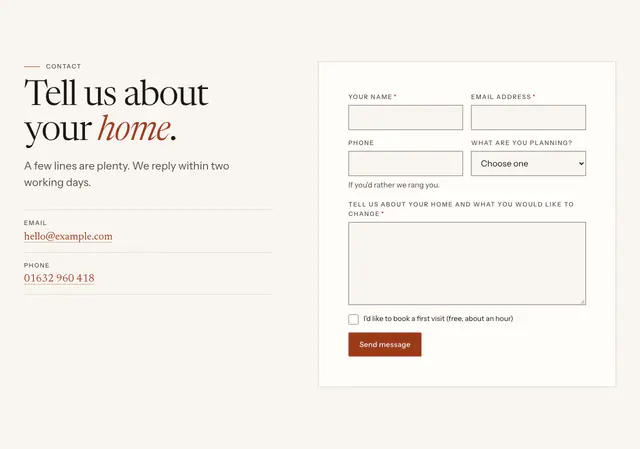 CONTACT
Tell us about
your home.
A few lines are plenty. We reply within two
working days.
EMAIL
hello@example.com
PHONE
01632 960 418
YOUR NAME*
EMAIL ADDRESS*
PHONE
WHAT ARE YOU PLANNING?
Choose one
If you'd rather we rang you.
TELL US ABOUT YOUR HOME AND WHAT YOU WOULD LIKE TO
CHANGE*
I'd like to book a first visit (free, about an hour)
Send message